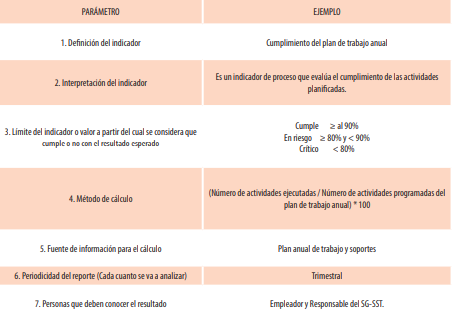 PARÁMETRO
EJEMPLO
1. Definición del indicador
Cumplimiento del plan de trabajo anual
2. Interpretación del indicador
Es un indicador de proceso que evalúa el cumplimiento de las actividades
planificadas.
3. Límite del indicador o valor a partir del cual se considera que
cumple o no con el resultado esperado
Cumple ≥ al 90%
En riesgo ≥ 80% y < 90%
Crítico < 80%
4. Método de cálculo
(Número de actividades ejecutadas / Número de actividades programadas del
plan de trabajo anual) * 100
5. Fuente de información para el cálculo
Plan anual de trabajo y soportes
6. Periodicidad del reporte (Cada cuanto se va a analizar)
Trimestral
7. Personas que deben conocer el resultado
Empleador y Responsable del SG-SST.